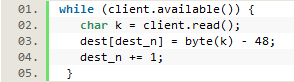 01. while (client.available()) {
02. char k = client.read();
03. dest[dest_n] = byte(k) - 48;
04. dest_n += 1;
05. }